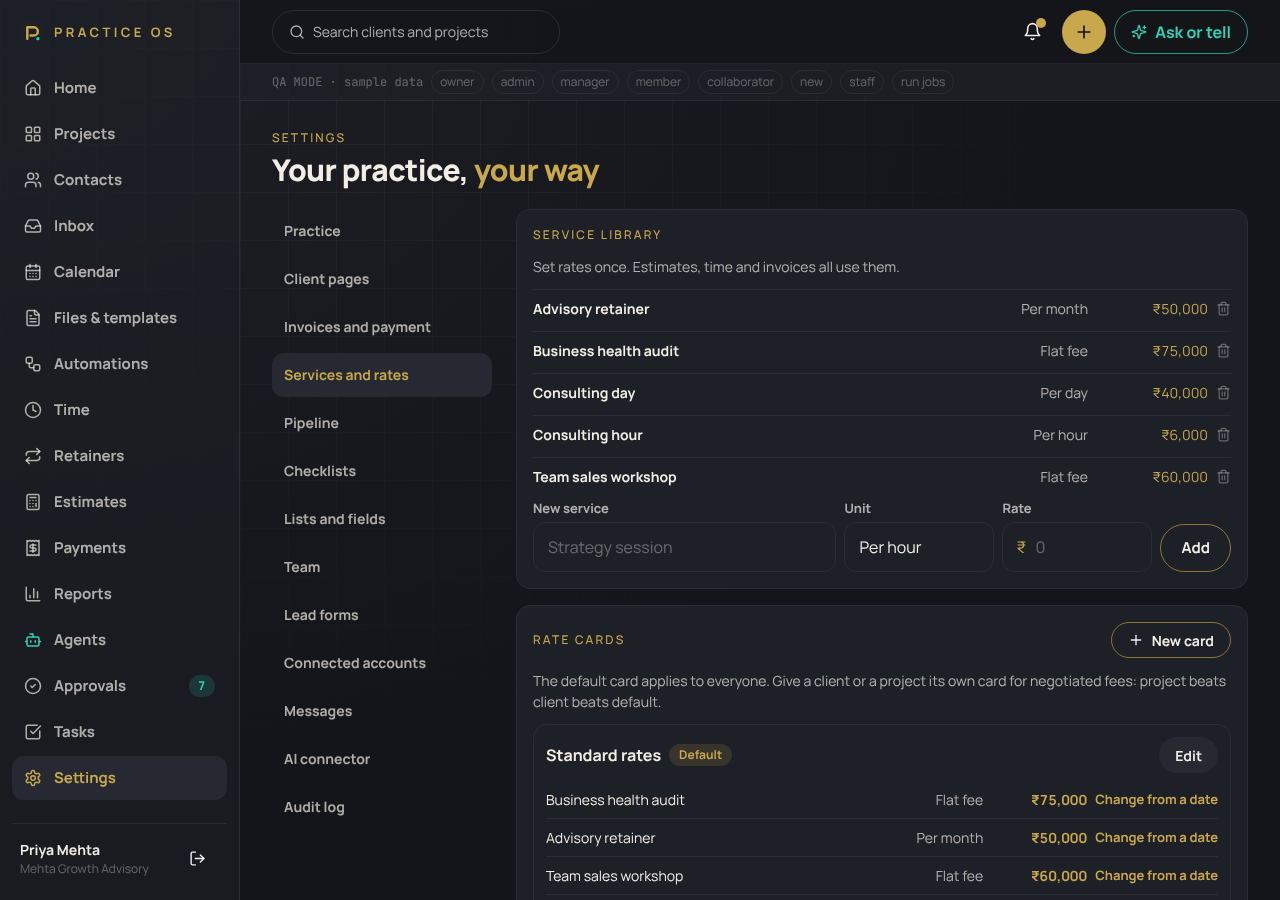 PRACTICE OS
Home
Projects
Contacts
Inbox
Calendar
Files & templates
Automations
Time
Retainers
Estimates
Payments
Reports
Agents
Approvals 7
Tasks
Settings
Priya Mehta
Mehta Growth Advisory
Search clients and projects
Ask or tell
QA MODE · sample data owner admin manager member collaborator new staff run jobs
SETTINGS
Your practice, your way
Practice
Client pages
Invoices and payment
Services and rates
Pipeline
Checklists
Lists and fields
Team
Lead forms
Connected accounts
Messages
AI connector
Audit log
SERVICE LIBRARY
Set rates once. Estimates, time and invoices all use them.
Advisory retainer Per month ₹50,000
Business health audit Flat fee ₹75,000
Consulting day Per day ₹40,000
Consulting hour Per hour ₹6,000
Team sales workshop Flat fee ₹60,000
New service Unit Rate
Strategy session Per hour ₹ 0 Add
RATE CARDS New card
The default card applies to everyone. Give a client or a project its own card for negotiated fees: project beats
client beats default.
Standard rates Default Edit
Business health audit Flat fee ₹75,000 Change from a date
Advisory retainer Per month ₹50,000 Change from a date
Team sales workshop Flat fee ₹60,000 Change from a date